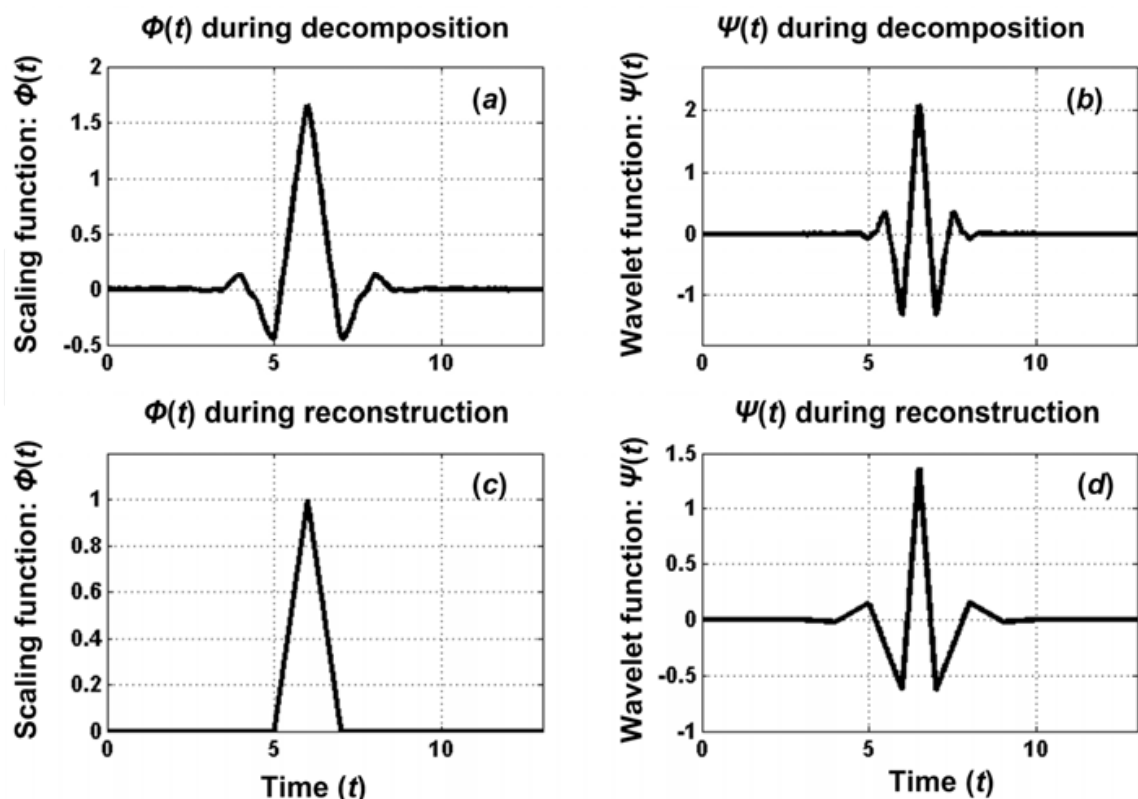 Φ(t) during decomposition
Ψ(t) during decomposition
Scaling function: Φ(t)
2
1.5
1
0.5
0
-0.5
(a)
0
5
10
Wavelet function: Ψ(t)
2
1
0
-1
(b)
0
5
10
Φ(t) during reconstruction
Ψ(t) during reconstruction
Scaling function: Φ(t)
1
0.8
0.6
0.4
0.2
0
(c)
0
5
10
Time (t)
Wavelet function: Ψ(t)
1.5
1
0.5
0
-0.5
-1
(d)
0
5
10
Time (t)